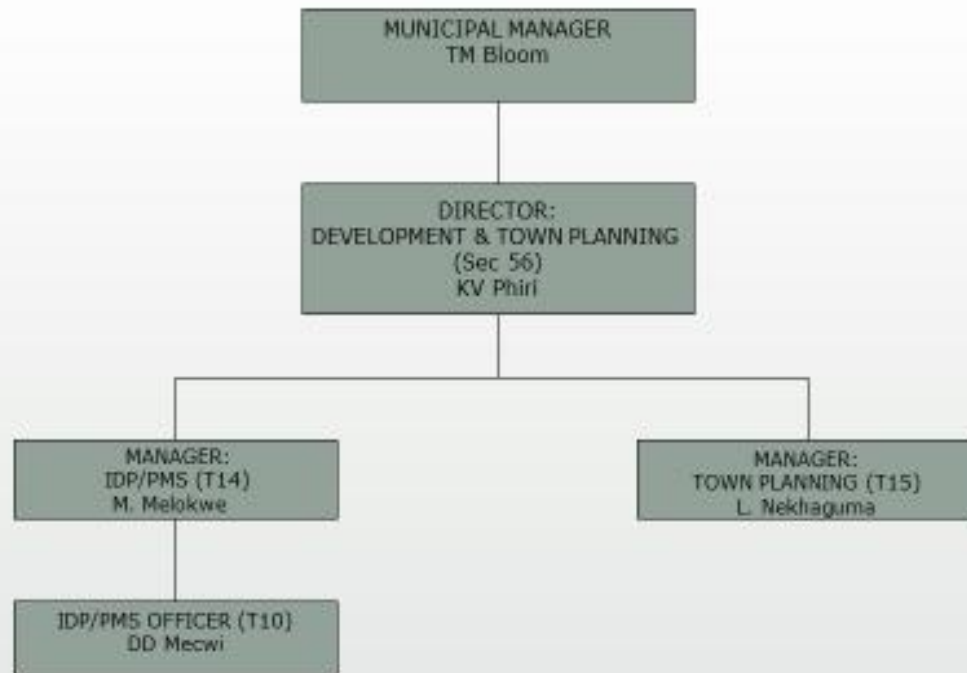 MUNICIPAL MANAGER
TM Bloom
DIRECTOR:
DEVELOPMENT & TOWN PLANNING
(Sec 56)
KV Phiri
MANAGER:
IDP/PMS (T14)
M. Melokwe
MANAGER:
TOWN PLANNING (T15)
L. Nekhaguma
IDP/PMS OFFICER (T10)
DD Mecwi